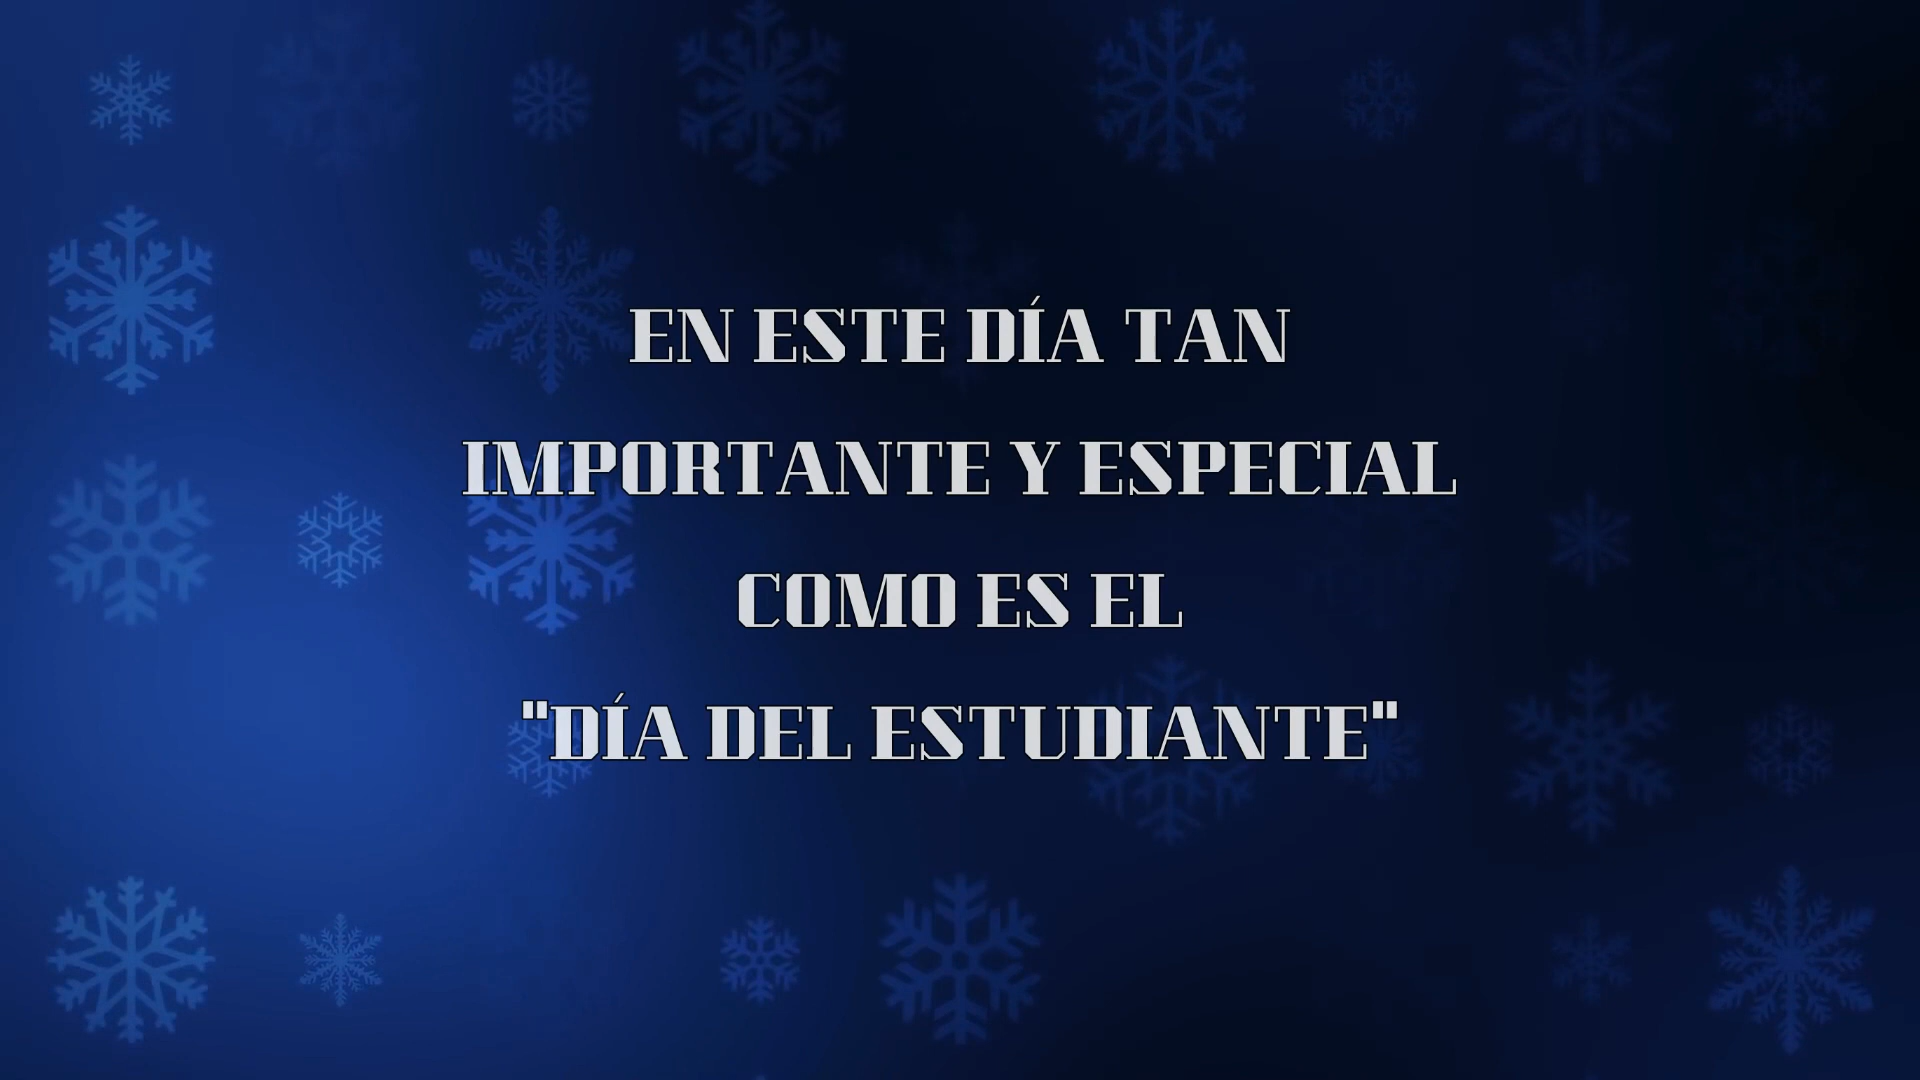 EN ESTE DÍA TAN
IMPORTANTE Y ESPECIAL
COMO ES EL
"DÍA DEL ESTUDIANTE"